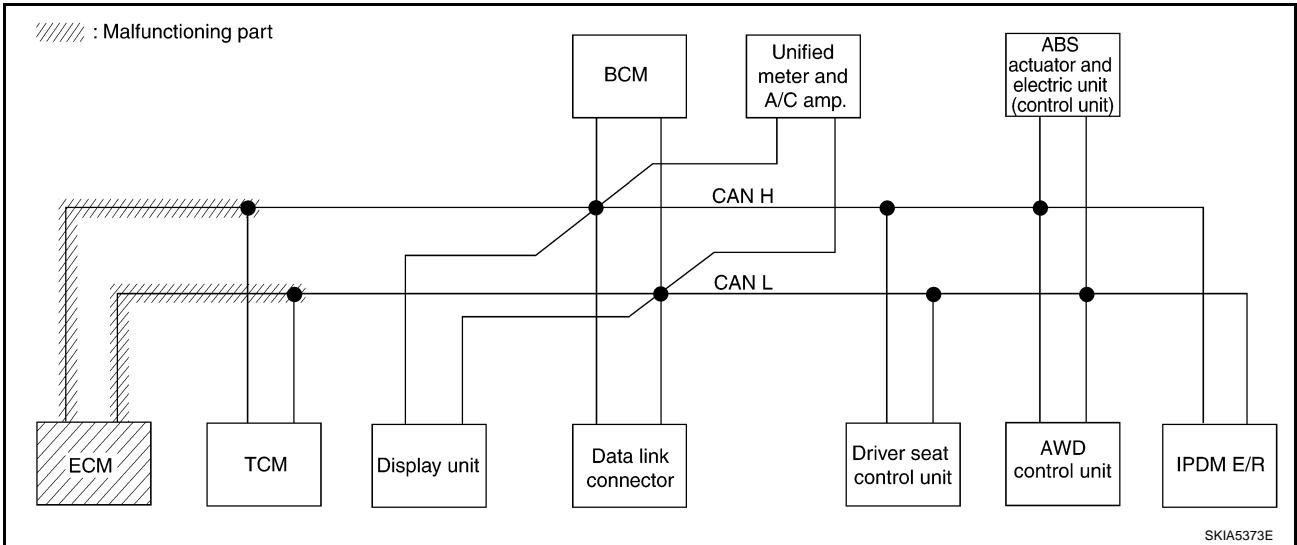 : Malfunctioning part
BCM
Unified
meter and
A/C amp.
ABS
actuator and
electric unit
(control unit)
CAN H
CAN L
ECM
TCM
Display unit
Data link
connector
Driver seat
control unit
AWD
control unit
IPDM E/R
SKIA5373E